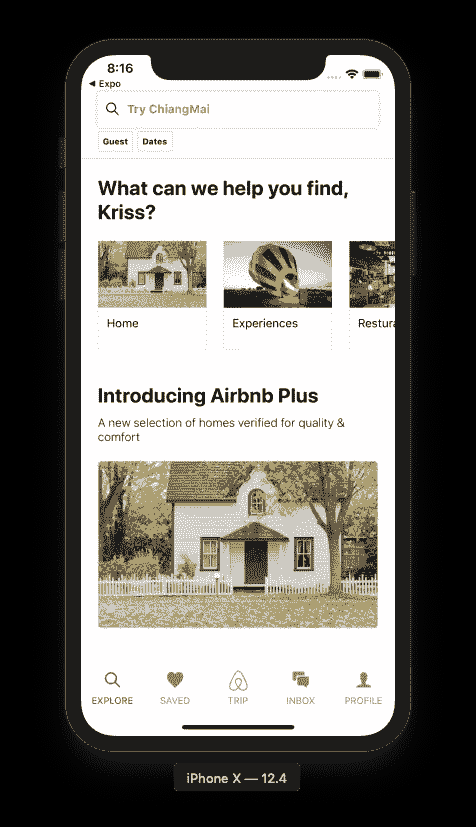 8:16
◀ Expo
Try ChiangMai
Guest
Dates
What can we help you find,
Kriss?
Home
Experiences
Restura
Introducing Airbnb Plus
A new selection of homes verified for quality &
comfort
EXPLORE
SAVED
TRIP
INBOX
PROFILE
iPhone X — 12.4